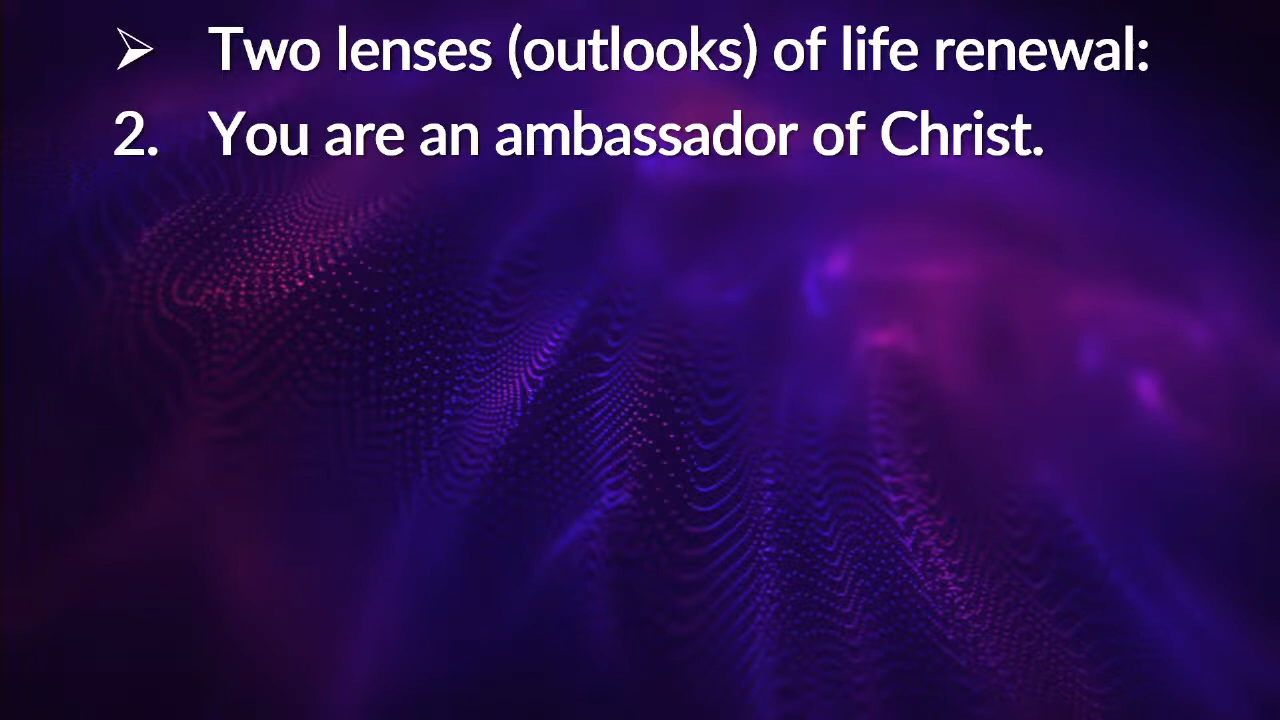 ➢ Two lenses (outlooks) of life renewal:
2. You are an ambassador of Christ.